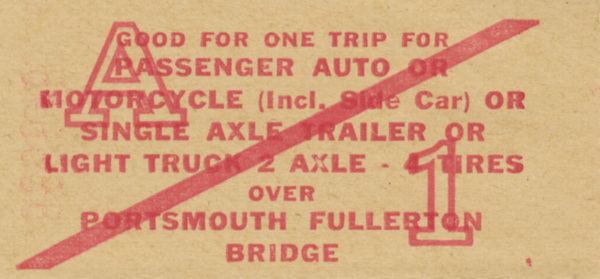 GOOD FOR ONE TRIP FOR
PASSENGER AUTO OR
MOTORCYCLE (Incl. Side Car) OR
SINGLE AXLE TRAILER OR
LIGHT TRUCK 2 AXLE - 4 TIRES
OVER
PORTSMOUTH FULLERTON
BRIDGE
A
1